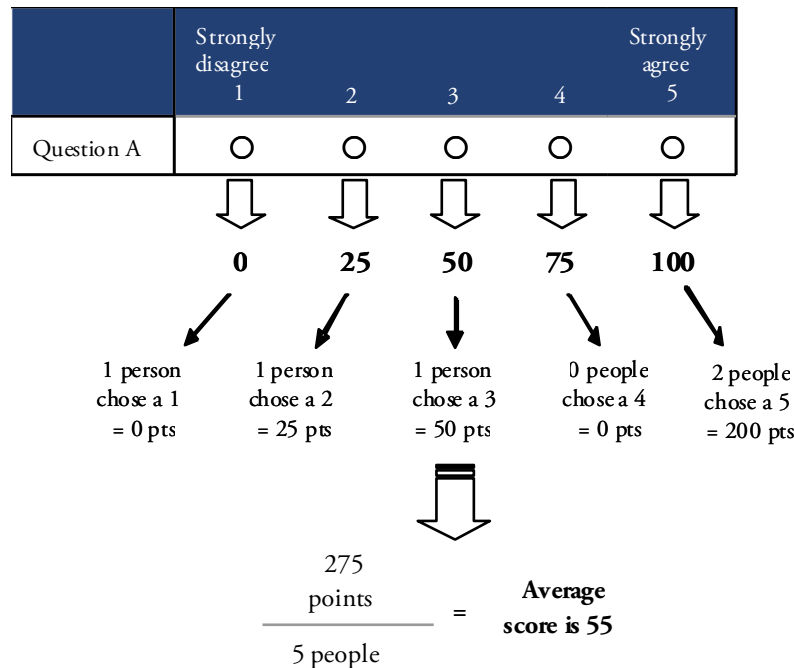 Strongly disagree
1
2
3
4
Strongly agree
5
Question A
0
25
50
75
100
1 person
chose a 1
= 0 pts
1 person
chose a 2
= 25 pts
1 person
chose a 3
= 50 pts
0 people
chose a 4
= 0 pts
2 people
chose a 5
= 200 pts
275
points
5 people
=
Average
score is 55